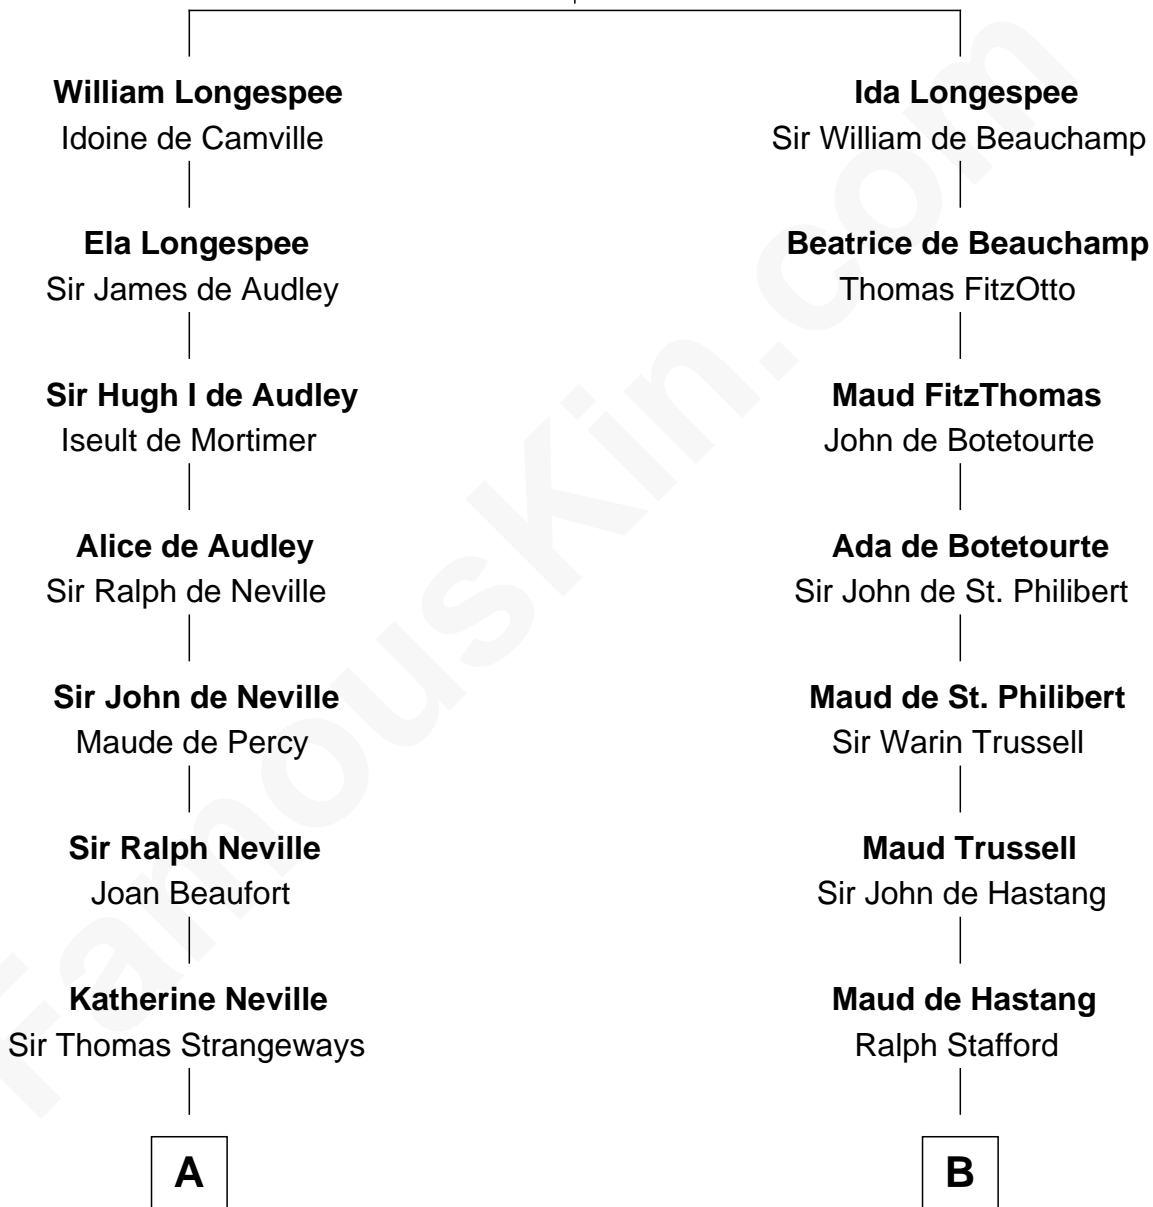 William Longespee
Idoine de Camville
Ela Longespee
Sir James de Audley
Sir Hugh I de Audley
Iseult de Mortimer
Alice de Audley
Sir Ralph de Neville
Sir John de Neville
Maude de Percy
Sir Ralph Neville
Joan Beaufort
Katherine Neville
Sir Thomas Strangeways
A
Ida Longespee
Sir William de Beauchamp
Beatrice de Beauchamp
Thomas FitzOtto
Maud FitzThomas
John de Botetourte
Ada de Botetourte
Sir John de St. Philibert
Maud de St. Philibert
Sir Warin Trussell
Maud Trussell
Sir John de Hastang
Maud de Hastang
Ralph Stafford
B
FamousKin.com